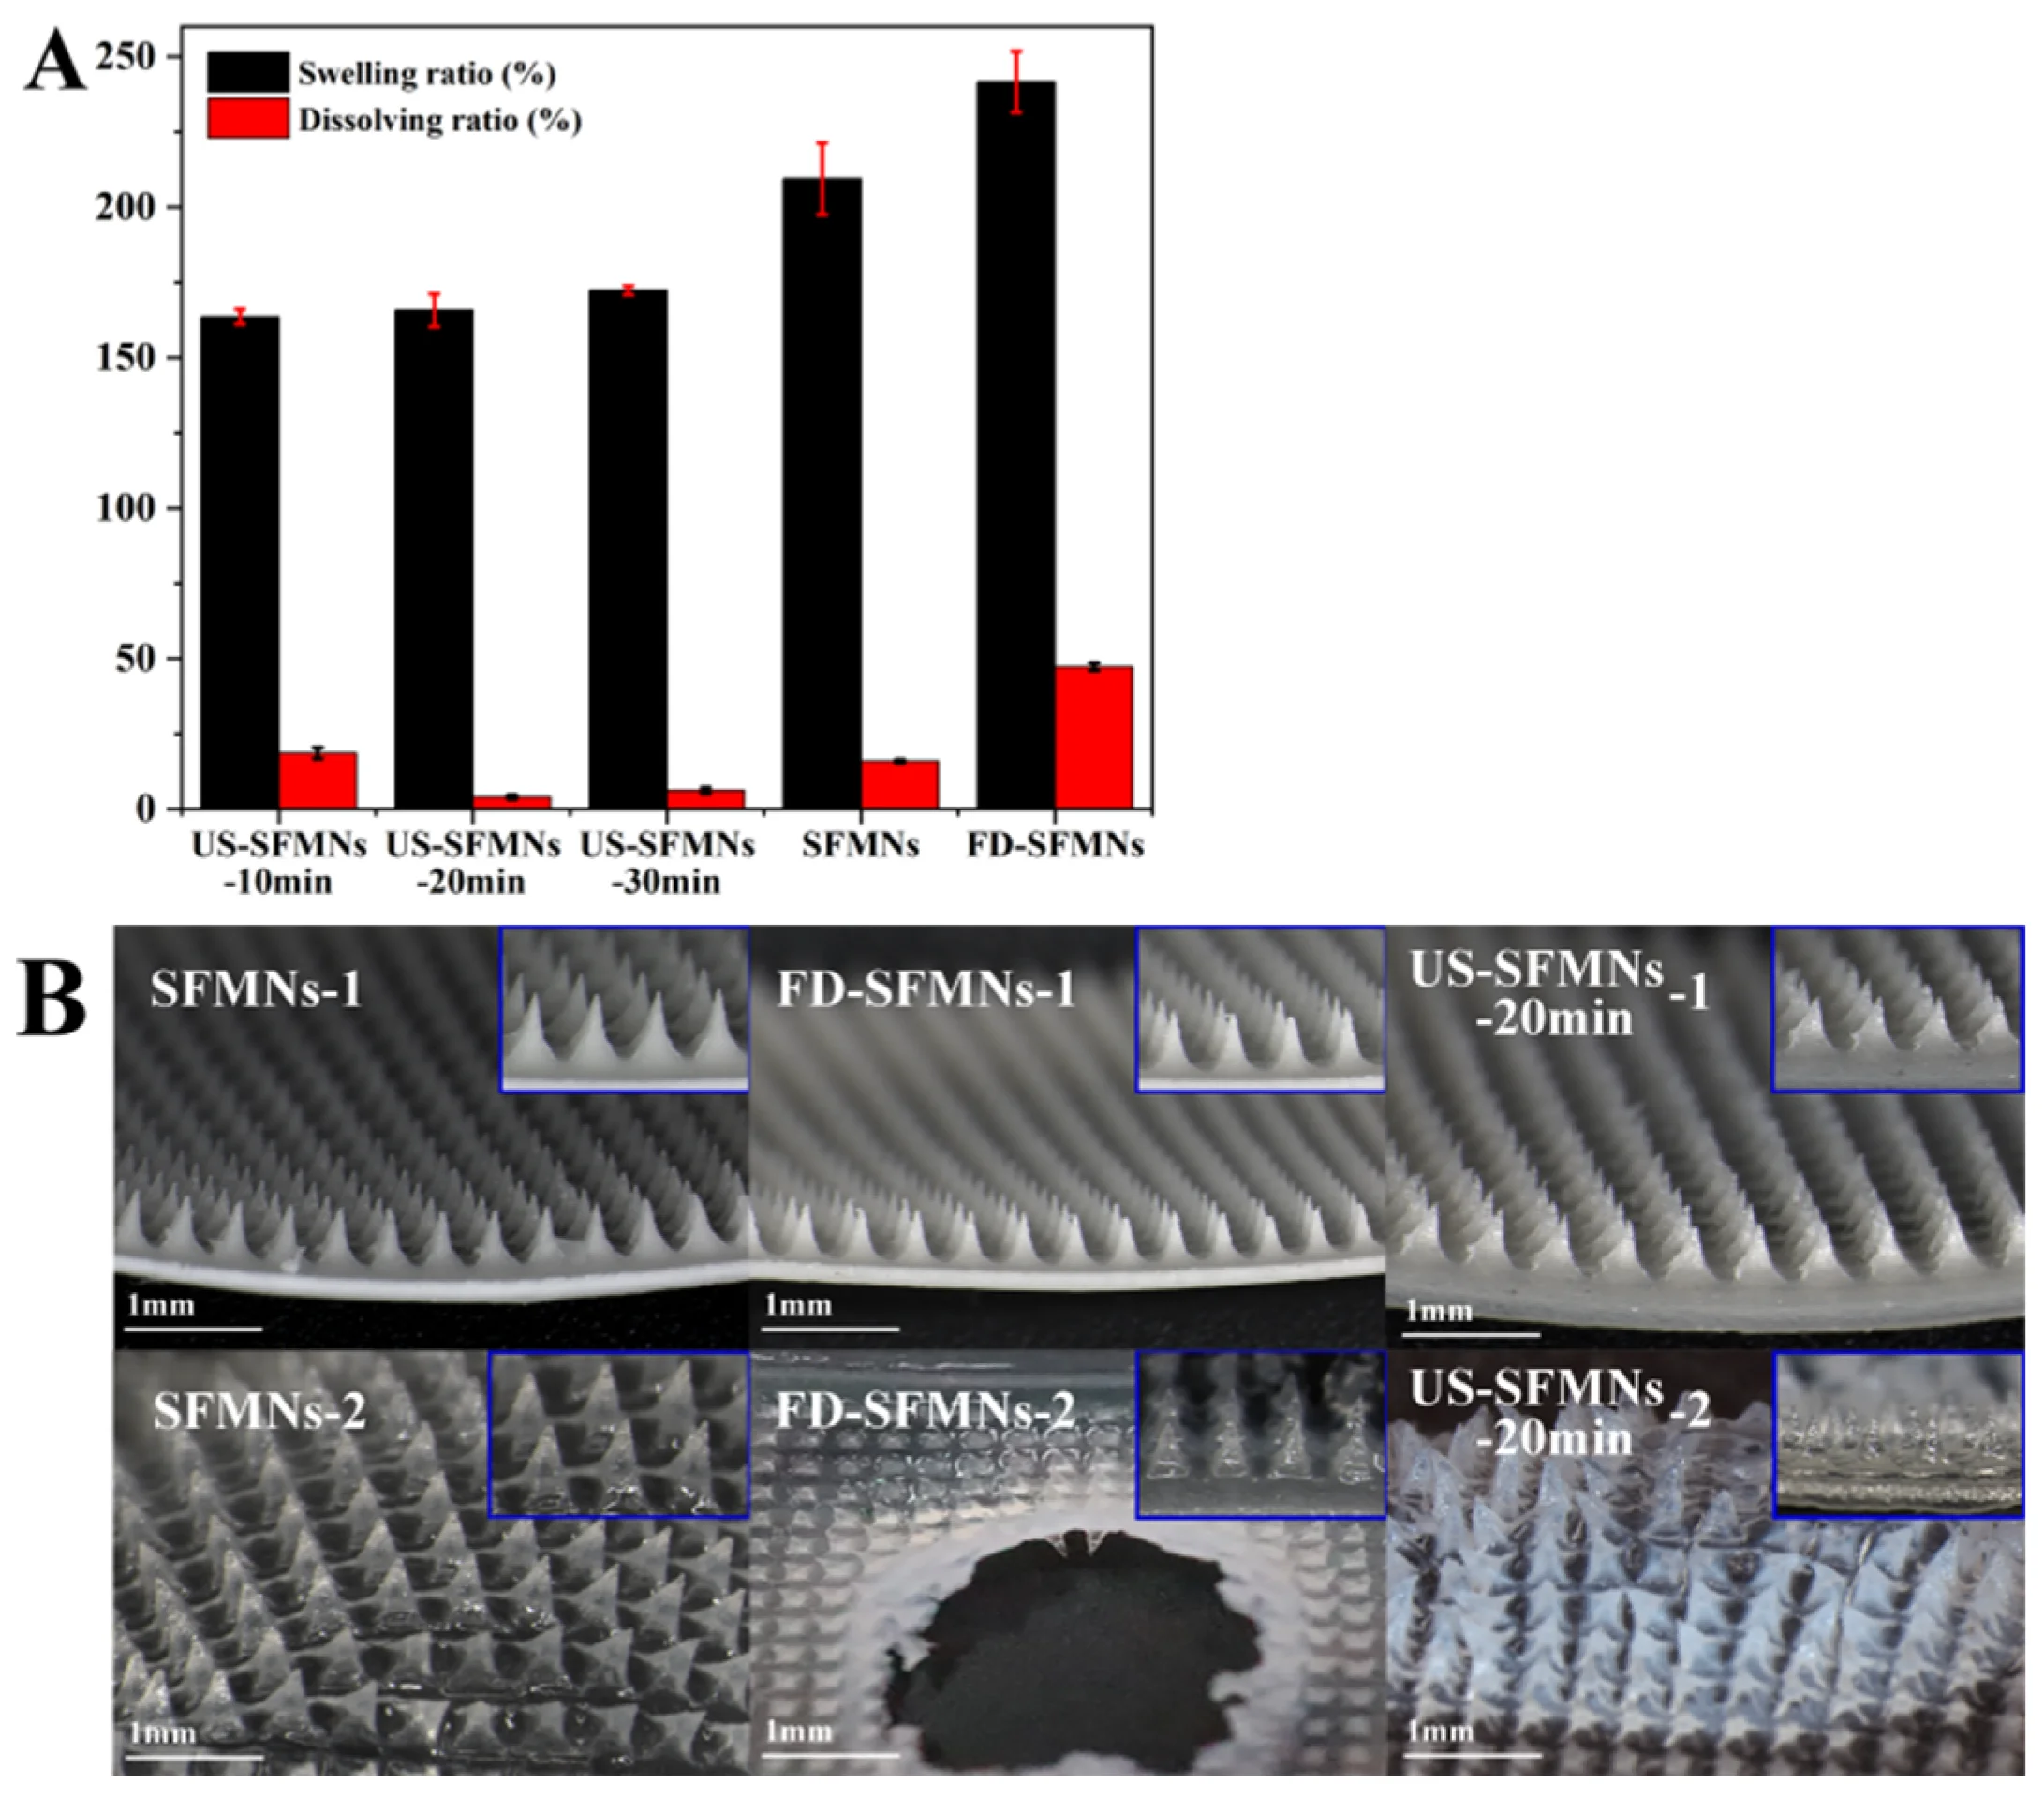 A
250
200
150
100
50
0
Swelling ratio (%)
Dissolving ratio (%)
US-SFMNs US-SFMNs US-SFMNs SFMNs FD-SFMNs
-10min -20min -30min
B
SFMNs-1
1mm
FD-SFMNs-1
1mm
US-SFMNs -1
-20min
1mm
SFMNs-2
1mm
FD-SFMNs-2
1mm
US-SFMNs -2
-20min
1mm